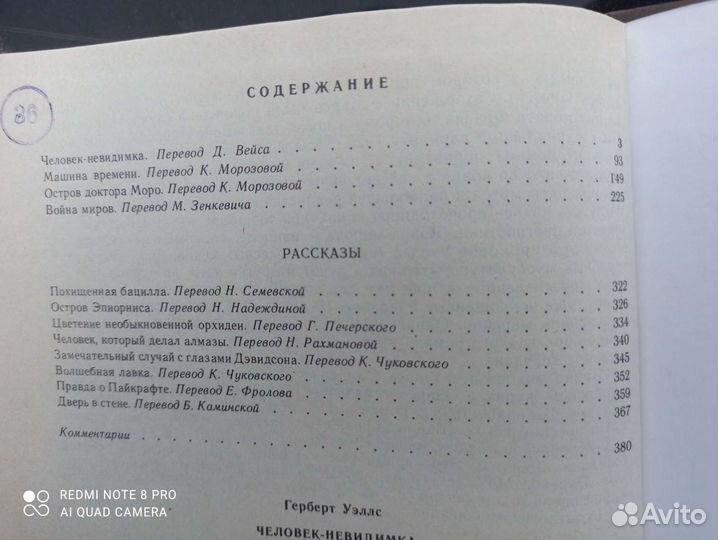 СОДЕРЖАНИЕ
36
Человек-невидимка. Перевод Д. Вейса . . . . . . . . . . . . 3
Машина времени. Перевод К. Морозовой . . . . . . . . . . . . 93
Остров доктора Моро. Перевод К. Морозовой . . . . . . . . . . . . 149
Война миров. Перевод М. Зенкевича . . . . . . . . . . . . 225
РАССКАЗЫ
Похищенная бацилла. Перевод Н. Семевской . . . . . . . . . . . . 322
Остров Эпиорниса. Перевод Н. Надеждиной . . . . . . . . . . . . 326
Цветение необыкновенной орхидеи. Перевод Г. Печерского . . . . . . . . . 334
Человек, который делал алмазы. Перевод Н. Рахмановой . . . . . . . . . 340
Замечательный случай с глазами Дэвидсона. Перевод К. Чуковского . . . . . . 345
Волшебная лавка. Перевод К. Чуковского . . . . . . . . . . . . 352
Правда о Пайкрафте. Перевод Е. Фролова . . . . . . . . . . . . 359
Дверь в стене. Перевод Б. Каминской . . . . . . . . . . . . 367
Комментарии . . . . . . . . . . . . 380
Герберт Уэллс
ЧЕЛОВЕК-НЕВИДИМКА
REDMI NOTE 8 PRO
AI QUAD CAMERA
Avito